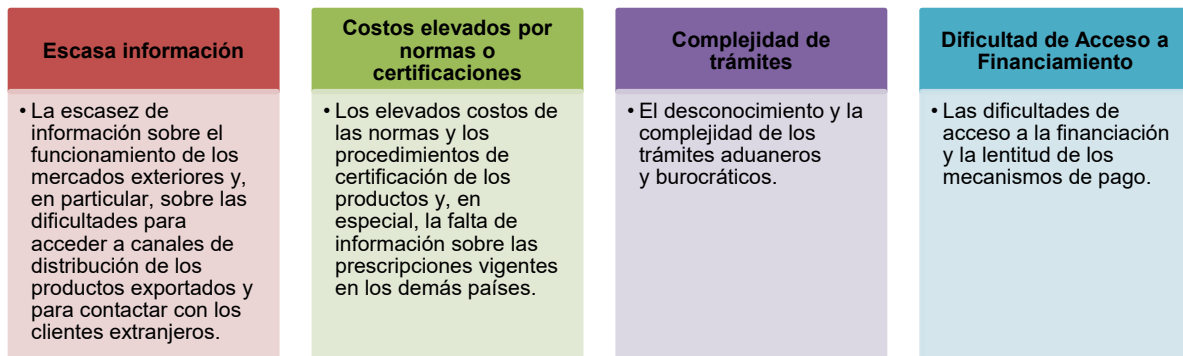 Escasa información
• La escasez de
información sobre el
funcionamiento de los
mercados exteriores y,
en particular, sobre las
dificultades para
acceder a canales de
distribución de los
productos exportados y
para contactar con los
clientes extranjeros.
Costos elevados por
normas o
certificaciones
• Los elevados costos de
las normas y los
procedimientos de
certificación de los
productos y, en
especial, la falta de
información sobre las
prescripciones vigentes
en los demás países.
Complejidad de
trámites
• El desconocimiento y la
complejidad de los
trámites aduaneros
y burocráticos.
Dificultad de Acceso a
Financiamiento
• Las dificultades de
acceso a la financiación
y la lentitud de los
mecanismos de pago.